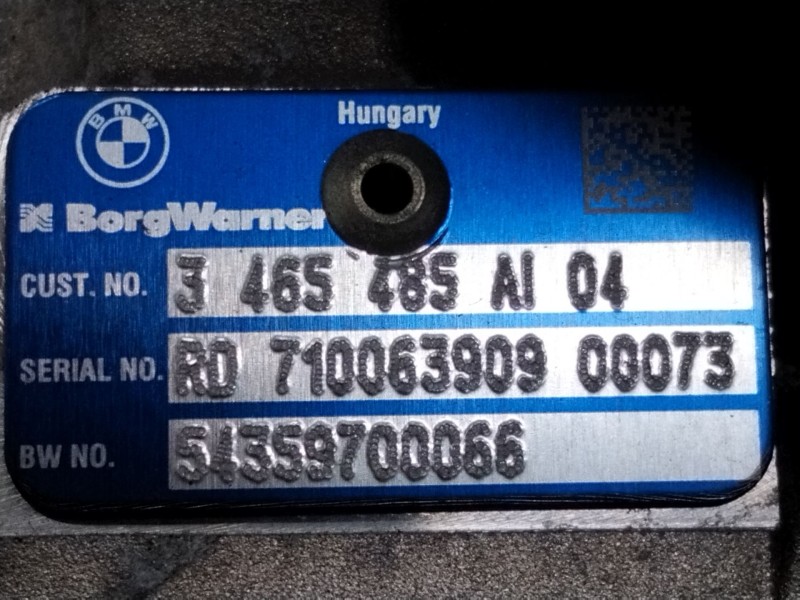 BMW
Hungary
BorgWarner
CUST. NO. 3 465 485 AI 04
SERIAL NO. RD 710063909 00073
BW NO. 54359700066